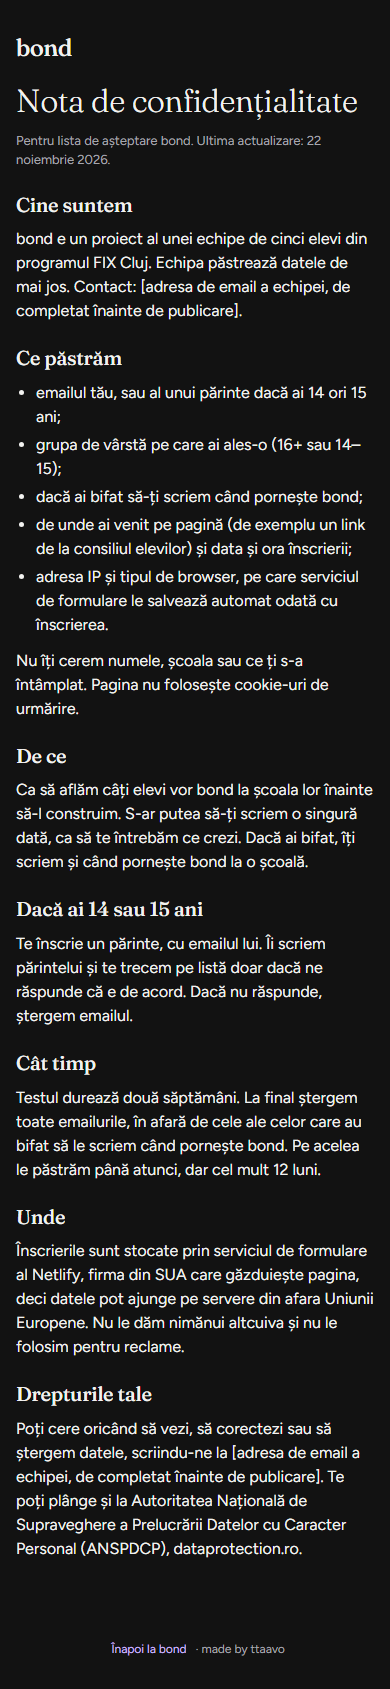 bond
Nota de confidențialitate
Pentru lista de așteptare bond. Ultima actualizare: 22
noiembrie 2026.
Cine suntem
bond e un proiect al unei echipe de cinci elevi din
programul FIX Cluj. Echipa păstrează datele de
mai jos. Contact: [adresa de email a echipei, de
completat înainte de publicare].
Ce păstrăm
• emailul tău, sau al unui părinte dacă ai 14 ori 15
ani;
• grupa de vârstă pe care ai ales-o (16+ sau 14–
15);
• dacă ai bifat să-ți scriem când pornește bond;
• de unde ai venit pe pagină (de exemplu un link
de la consiliul elevilor) și data și ora înscrierii;
• adresa IP și tipul de browser, pe care serviciul
de formulare le salvează automat odată cu
înscrierea.
Nu îți cerem numele, școala sau ce ți s-a
întâmplat. Pagina nu folosește cookie-uri de
urmărire.
De ce
Ca să aflăm câți elevi vor bond la școala lor înainte
să-l construim. S-ar putea să-ți scriem o singură
dată, ca să te întrebăm ce crezi. Dacă ai bifat, îți
scriem și când pornește bond la o școală.
Dacă ai 14 sau 15 ani
Te înscrie un părinte, cu emailul lui. Îi scriem
părintelui și te trecem pe listă doar dacă ne
răspunde că e de acord. Dacă nu răspunde,
ștergem emailul.
Cât timp
Testul durează două săptămâni. La final ștergem
toate emailurile, în afară de cele ale celor care au
bifat să le scriem când pornește bond. Pe acelea
le păstrăm până atunci, dar cel mult 12 luni.
Unde
Înscrierile sunt stocate prin serviciul de formulare
al Netlify, firma din SUA care găzduiește pagina,
deci datele pot ajunge pe servere din afara Uniunii
Europene. Nu le dăm nimănui altcuiva și nu le
folosim pentru reclame.
Drepturile tale
Poți cere oricând să vezi, să corectezi sau să
ștergem datele, scriindu-ne la [adresa de email a
echipei, de completat înainte de publicare]. Te
poți plânge și la Autoritatea Națională de
Supraveghere a Prelucrării Datelor cu Caracter
Personal (ANSPDCP), dataprotection.ro.
Înapoi la bond · made by ttaavo